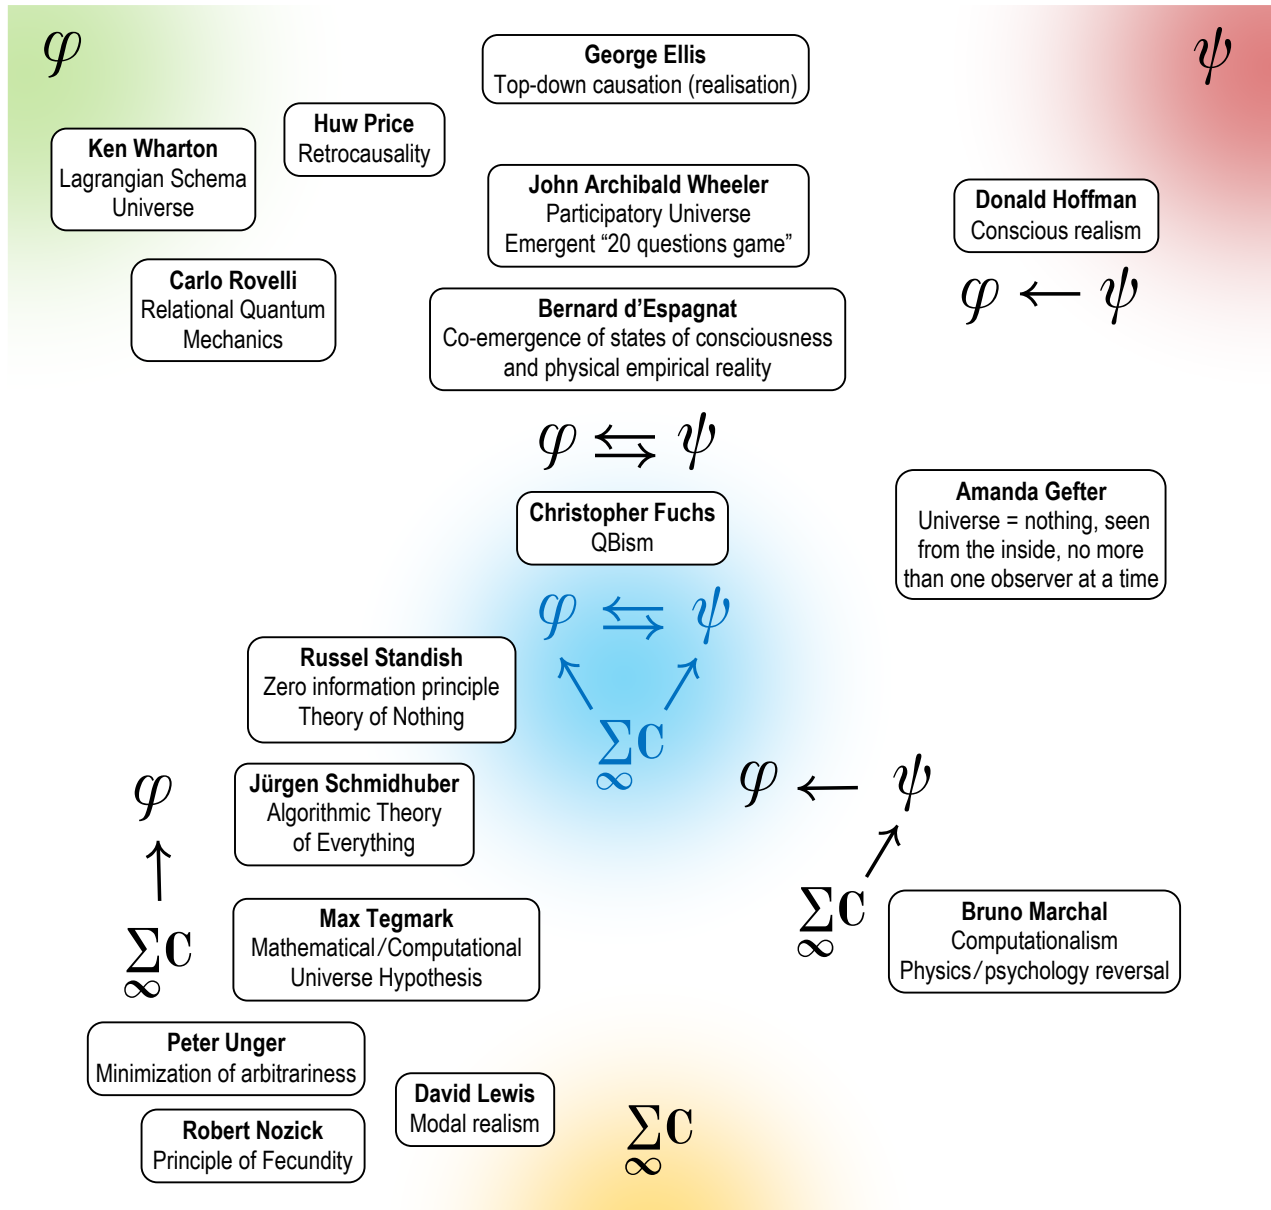 φ
ψ
George Ellis
Top-down causation (realisation)
Huw Price
Retrocausality
Ken Wharton
Lagrangian Schema
Universe
John Archibald Wheeler
Participatory Universe
Emergent “20 questions game”
Donald Hoffman
Conscious realism
φ ← ψ
Carlo Rovelli
Relational Quantum
Mechanics
Bernard d’Espagnat
Co-emergence of states of consciousness
and physical empirical reality
φ ⇆ ψ
Amanda Gefter
Universe = nothing, seen
from the inside, no more
than one observer at a time
Christopher Fuchs
QBism
φ ⇆ ψ
Σ C
∞
Russel Standish
Zero information principle
Theory of Nothing
φ
↑
Σ C
∞
Jürgen Schmidhuber
Algorithmic Theory
of Everything
φ ← ψ
Σ C
∞
Max Tegmark
Mathematical/Computational
Universe Hypothesis
Bruno Marchal
Computationalism
Physics/psychology reversal
Peter Unger
Minimization of arbitrariness
David Lewis
Modal realism
Robert Nozick
Principle of Fecundity
Σ C
∞